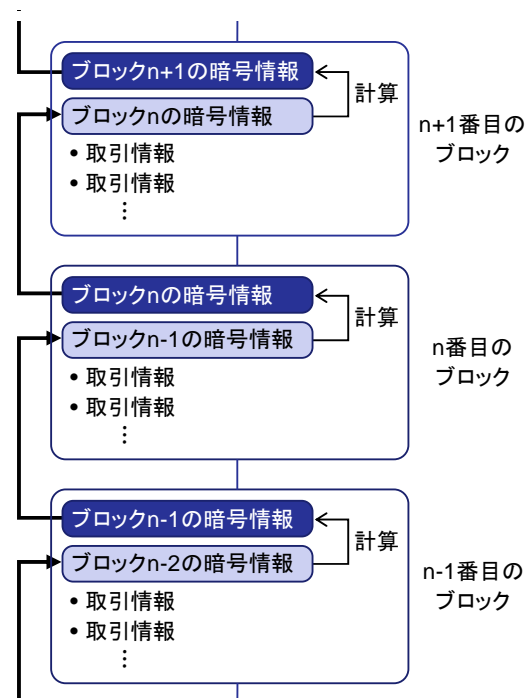 ブロックn+1の暗号情報
計算
ブロックnの暗号情報
n+1番目の
ブロック
• 取引情報
• 取引情報
⋮
ブロックnの暗号情報
計算
ブロックn-1の暗号情報
n番目の
ブロック
• 取引情報
• 取引情報
⋮
ブロックn-1の暗号情報
計算
ブロックn-2の暗号情報
n-1番目の
ブロック
• 取引情報
• 取引情報
⋮